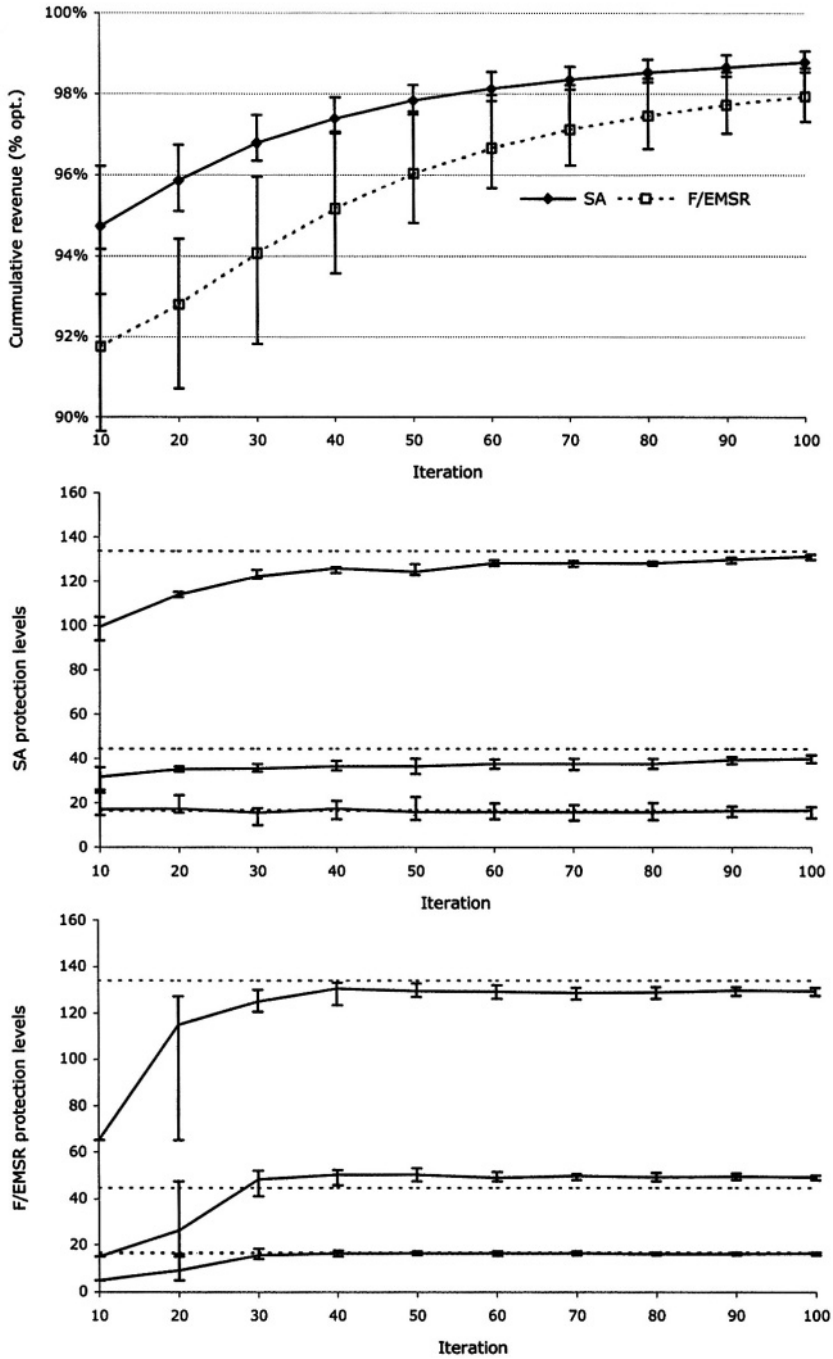 Cummulative revenue (% opt.)
100%
98%
96%
94%
92%
90%
SA
F/EMSR
10 20 30 40 50 60 70 80 90 100
Iteration
SA protection levels
160
140
120
100
80
60
40
20
0
10 20 30 40 50 60 70 80 90 100
Iteration
F/EMSR protection levels
160
140
120
100
80
60
40
20
0
10 20 30 40 50 60 70 80 90 100
Iteration